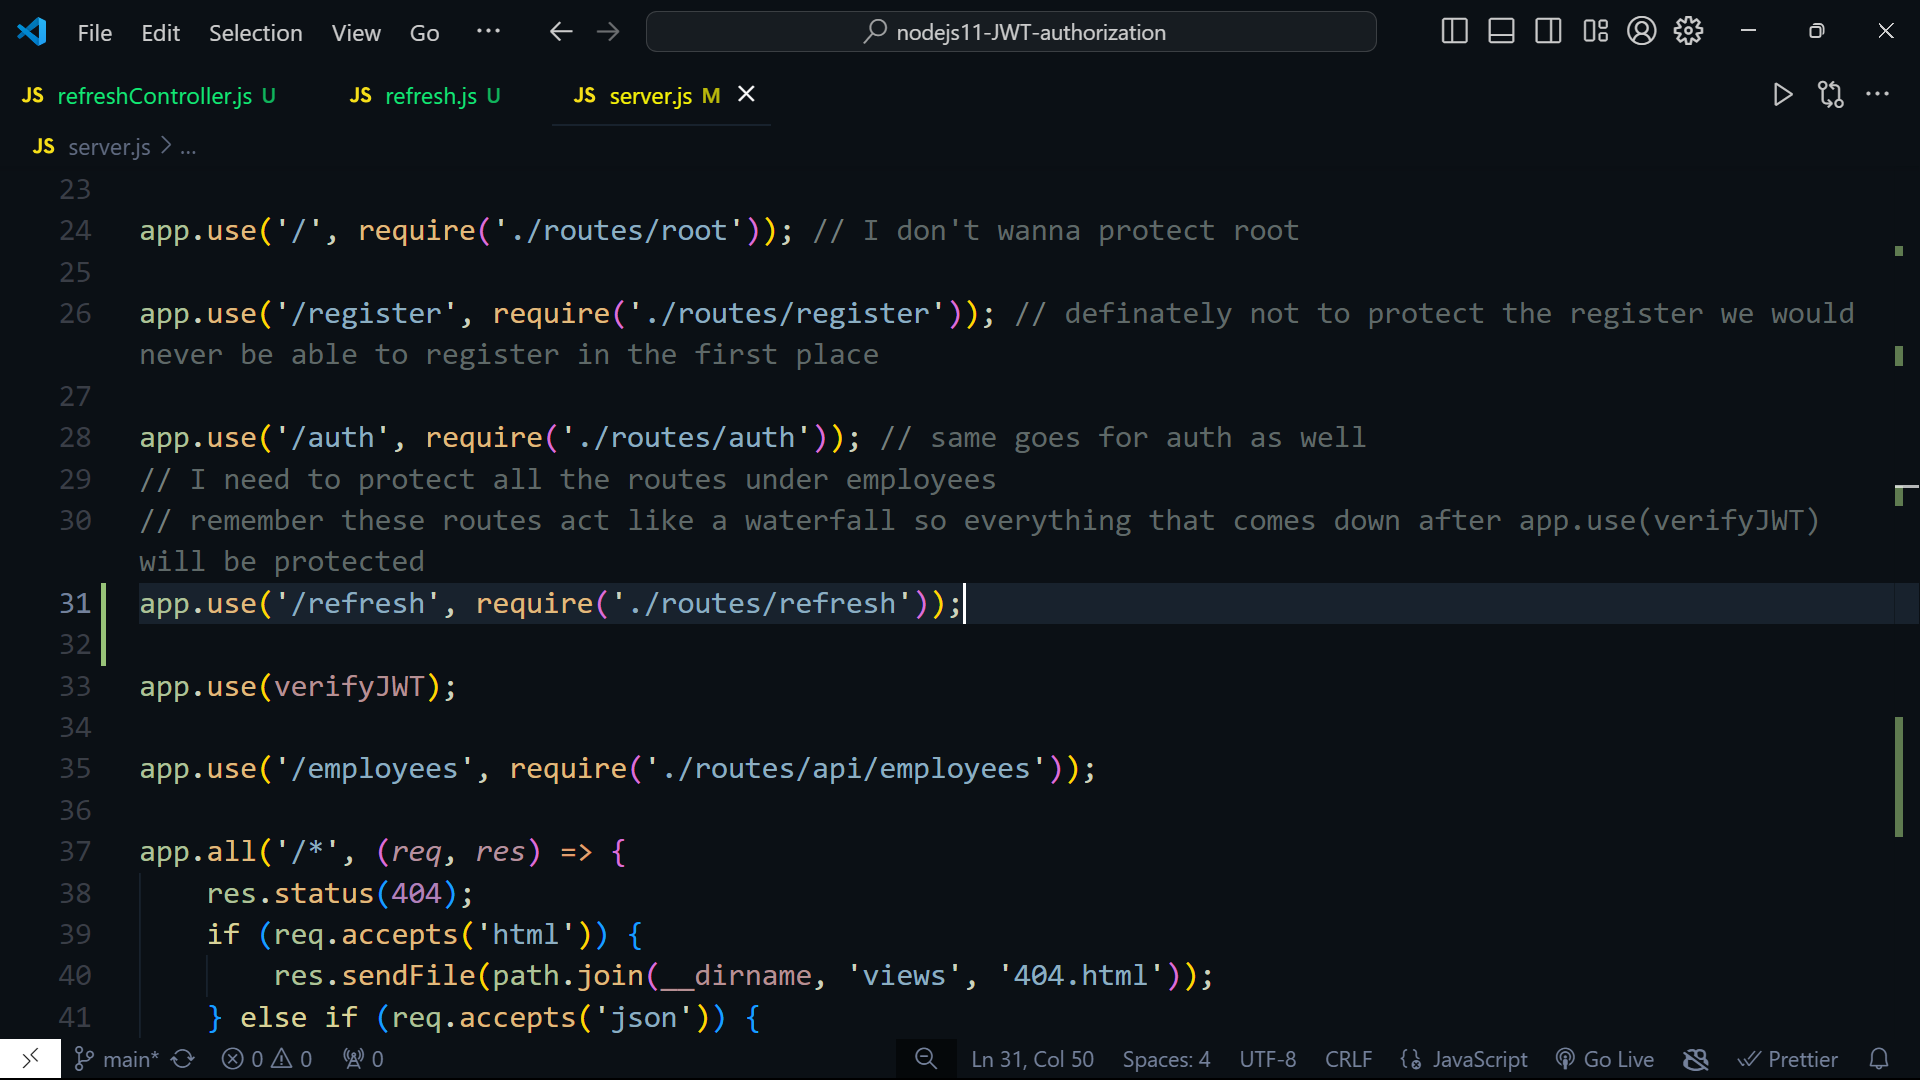 File Edit Selection View Go ··· nodejs11-JWT-authorization
JS refreshController.js U JS refresh.js U JS server.js M
JS server.js > ...
23
24 app.use('/', require('./routes/root')); // I don't wanna protect root
25
26 app.use('/register', require('./routes/register')); // definately not to protect the register we would
never be able to register in the first place
27
28 app.use('/auth', require('./routes/auth')); // same goes for auth as well
29 // I need to protect all the routes under employees
30 // remember these routes act like a waterfall so everything that comes down after app.use(verifyJWT)
will be protected
31 app.use('/refresh', require('./routes/refresh'));
32
33 app.use(verifyJWT);
34
35 app.use('/employees', require('./routes/api/employees'));
36
37 app.all('/*', (req, res) => {
38 res.status(404);
39 if (req.accepts('html')) {
40 res.sendFile(path.join(__dirname, 'views', '404.html'));
41 } else if (req.accepts('json')) {
main* 0 0 0 Ln 31, Col 50 Spaces: 4 UTF-8 CRLF {} JavaScript Go Live Prettier